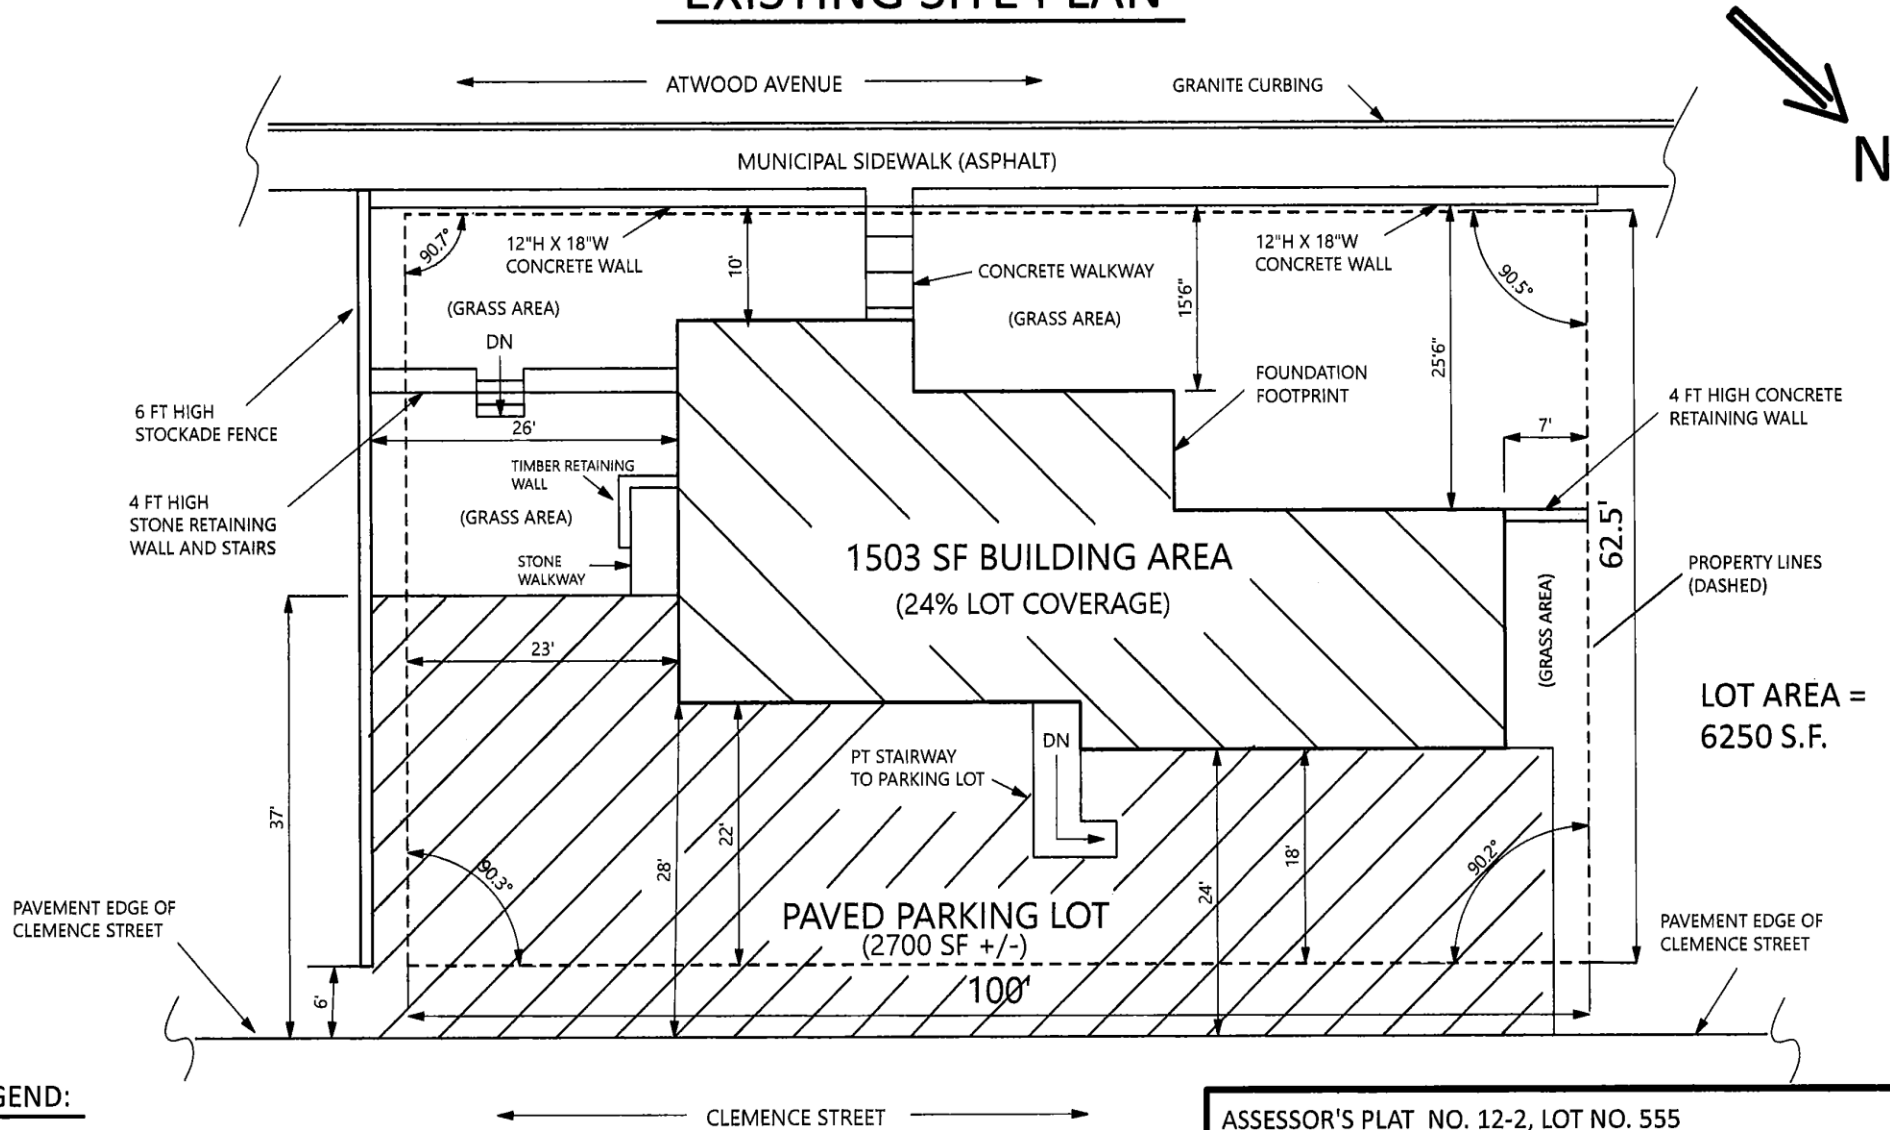 EXISTING SITE PLAN
ATWOOD AVENUE
GRANITE CURBING
N
MUNICIPAL SIDEWALK (ASPHALT)
90.7°
12"H X 18"W
CONCRETE WALL
10'
CONCRETE WALKWAY
(GRASS AREA)
15'6"
12"H X 18"W
CONCRETE WALL
90.5°
(GRASS AREA)
DN
25'6"
FOUNDATION
FOOTPRINT
6 FT HIGH
STOCKADE FENCE
4 FT HIGH CONCRETE
RETAINING WALL
7'
26'
TIMBER RETAINING
WALL
4 FT HIGH
STONE RETAINING
WALL AND STAIRS
(GRASS AREA)
STONE
WALKWAY
1503 SF BUILDING AREA
(24% LOT COVERAGE)
62.5'
PROPERTY LINES
(DASHED)
(GRASS AREA)
23'
LOT AREA =
6250 S.F.
DN
PT STAIRWAY
TO PARKING LOT
37'
22'
28'
18'
24'
90.3°
90.2°
PAVED PARKING LOT
(2700 SF +/-)
PAVEMENT EDGE OF
CLEMENCE STREET
PAVEMENT EDGE OF
CLEMENCE STREET
100'
6'
GEND:
CLEMENCE STREET
ASSESSOR'S PLAT NO. 12-2, LOT NO. 555